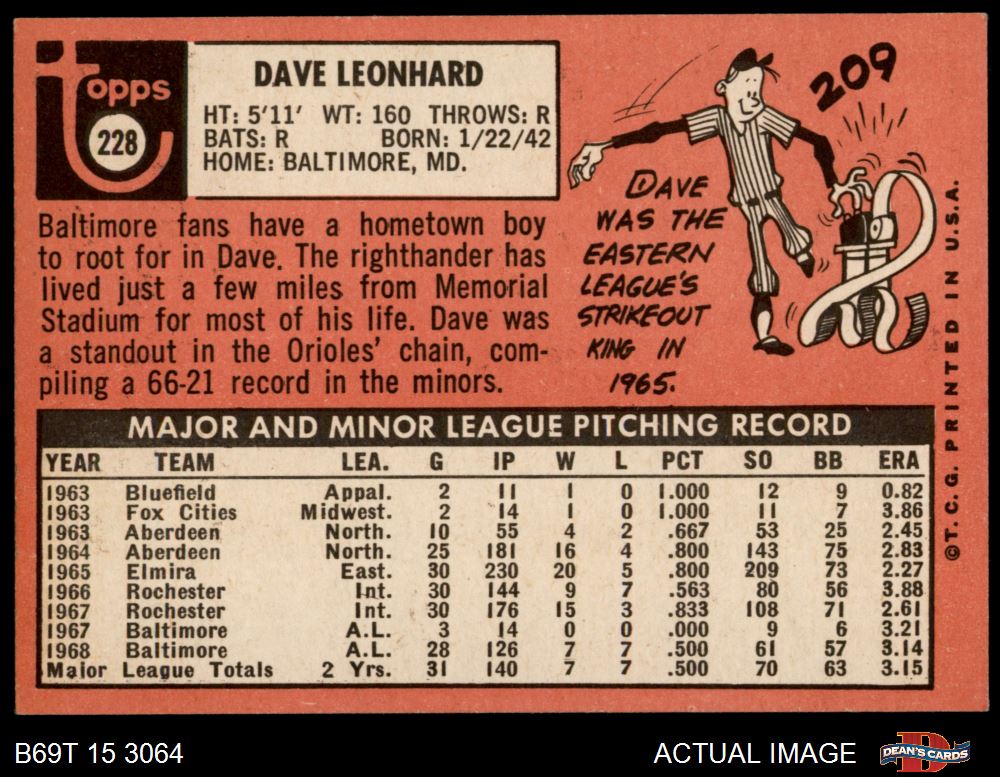 Topps
228
DAVE LEONHARD
HT: 5'11' WT: 160 THROWS: R
BATS: R BORN: 1/22/42
HOME: BALTIMORE, MD.
Baltimore fans have a hometown boy
to root for in Dave. The righthander has
lived just a few miles from Memorial
Stadium for most of his life. Dave was
a standout in the Orioles' chain, com-
piling a 66-21 record in the minors.
209
DAVE
WAS THE
EASTERN
LEAGUE'S
STRIKEOUT
KING IN
1965.
©T. C. G. PRINTED IN U.S.A.
MAJOR AND MINOR LEAGUE PITCHING RECORD
YEAR TEAM LEA. G IP W L PCT SO BB ERA
1963 Bluefield Appal. 2 11 1 0 1.000 12 9 0.82
1963 Fox Cities Midwest. 2 14 1 0 1.000 11 7 3.86
1963 Aberdeen North. 10 55 4 2 .667 53 25 2.45
1964 Aberdeen North. 25 181 16 4 .800 143 75 2.83
1965 Elmira East. 30 230 20 5 .800 209 73 2.27
1966 Rochester Int. 30 144 9 7 .563 80 56 3.88
1967 Rochester Int. 30 176 15 3 .833 108 71 2.61
1967 Baltimore A.L. 3 14 0 0 .000 9 6 3.21
1968 Baltimore A.L. 28 126 7 7 .500 61 57 3.14
Major League Totals 2 Yrs. 31 140 7 7 .500 70 63 3.15
B69T 15 3064
ACTUAL IMAGE
DEAN'S CARDS